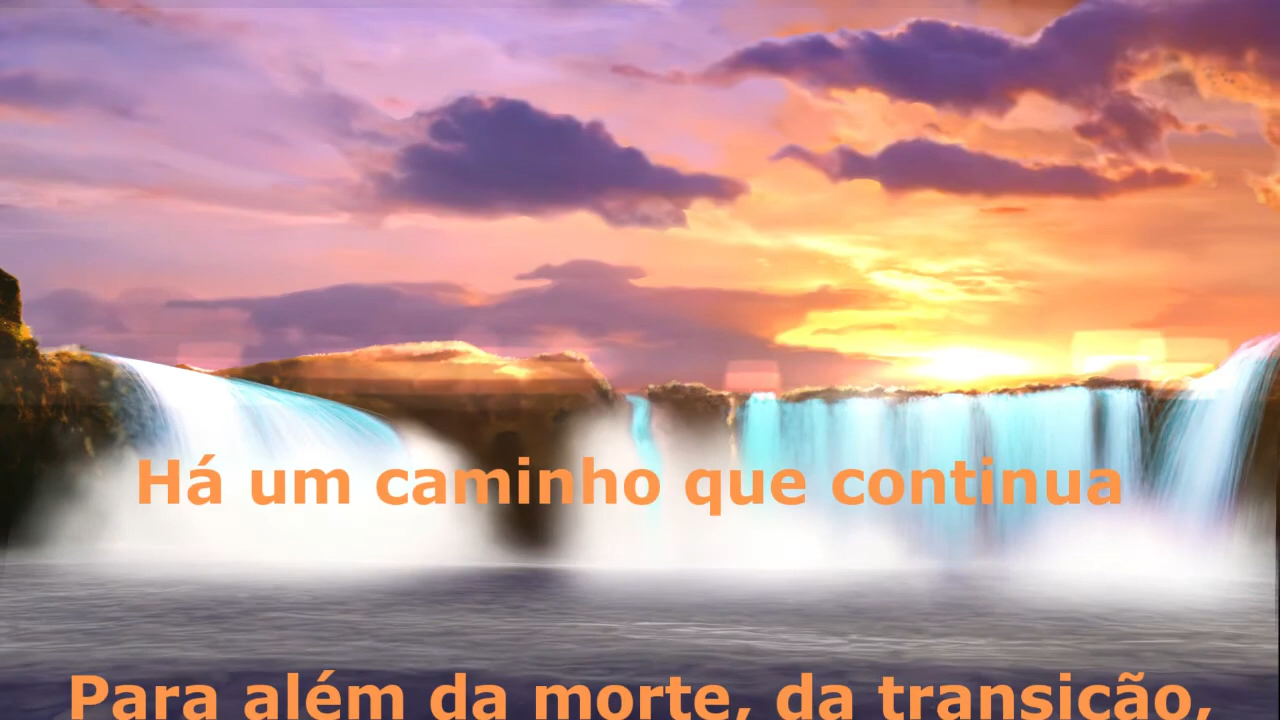 Há um caminho que continua
Para além da morte, da transição,